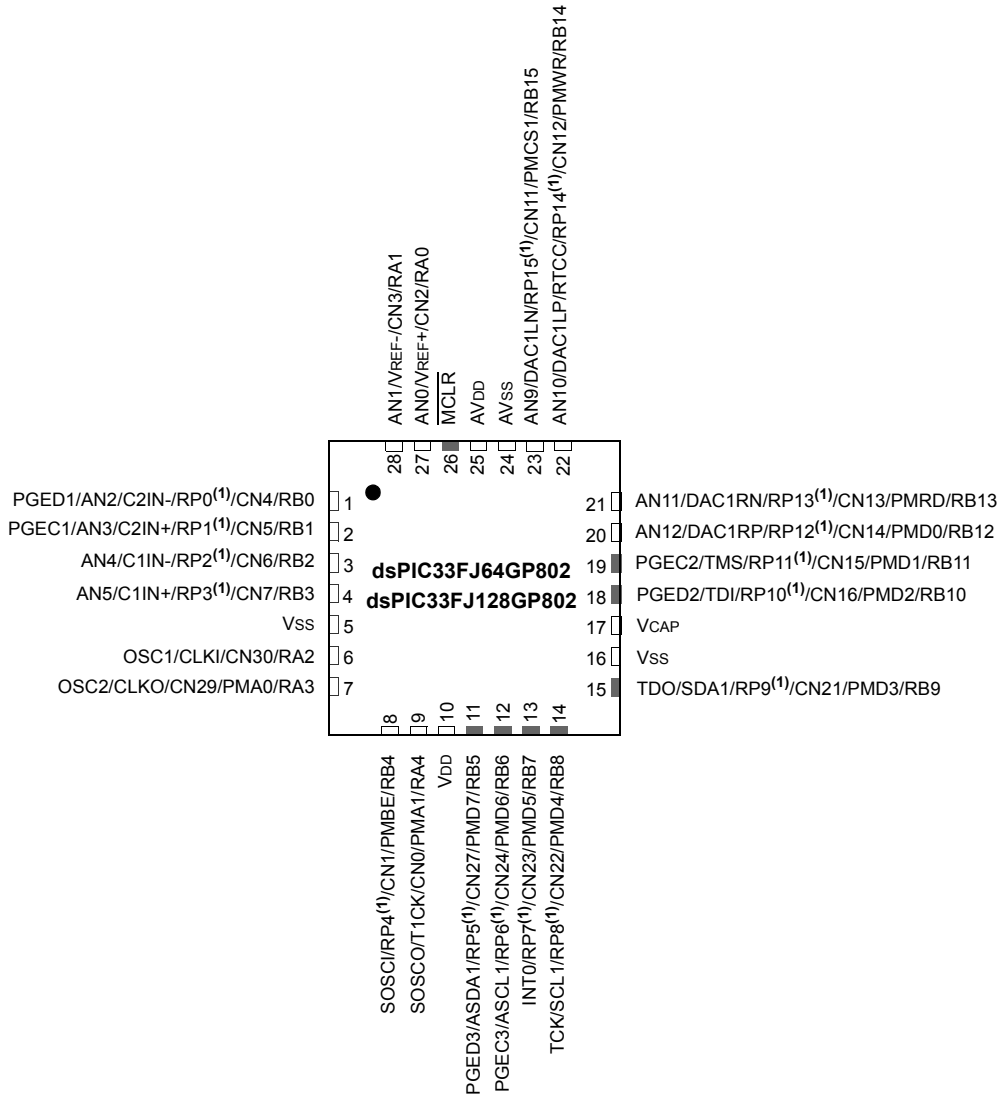 AN1/VREF-/CN3/RA1
AN0/VREF+/CN2/RA0
MCLR
AVDD
AVSS
AN9/DAC1LN/RP15(1)/CN11/PMCS1/RB15
AN10/DAC1LP/RTCC/RP14(1)/CN12/PMWR/RB14
28
27
26
25
24
23
22
PGED1/AN2/C2IN-/RP0(1)/CN4/RB0
1
PGEC1/AN3/C2IN+/RP1(1)/CN5/RB1
2
AN4/C1IN-/RP2(1)/CN6/RB2
3
AN5/C1IN+/RP3(1)/CN7/RB3
4
VSS
5
OSC1/CLKI/CN30/RA2
6
OSC2/CLKO/CN29/PMA0/RA3
7
dsPIC33FJ64GP802
dsPIC33FJ128GP802
21
AN11/DAC1RN/RP13(1)/CN13/PMRD/RB13
20
AN12/DAC1RP/RP12(1)/CN14/PMD0/RB12
19
PGEC2/TMS/RP11(1)/CN15/PMD1/RB11
18
PGED2/TDI/RP10(1)/CN16/PMD2/RB10
17
VCAP
16
VSS
15
TDO/SDA1/RP9(1)/CN21/PMD3/RB9
8
9
10
11
12
13
14
SOSCI/RP4(1)/CN1/PMBE/RB4
SOSCO/T1CK/CN0/PMA1/RA4
VDD
PGED3/ASDA1/RP5(1)/CN27/PMD7/RB5
PGEC3/ASCL1/RP6(1)/CN24/PMD6/RB6
INT0/RP7(1)/CN23/PMD5/RB7
TCK/SCL1/RP8(1)/CN22/PMD4/RB8